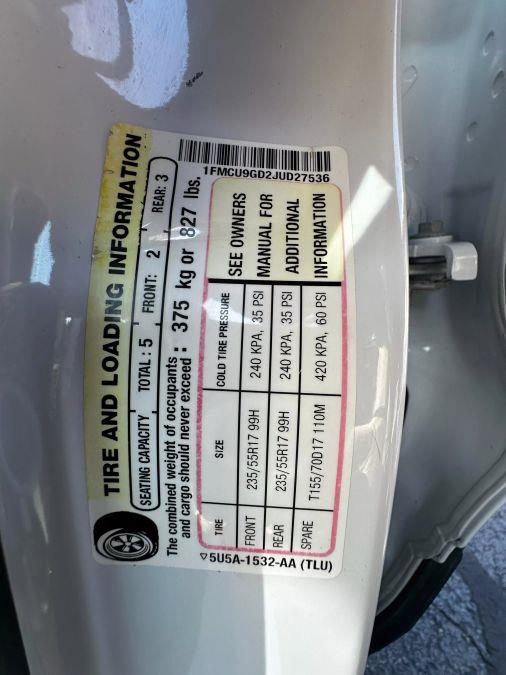 TIRE AND LOADING INFORMATION
SEATING CAPACITY TOTAL : 5 FRONT: 2 REAR: 3
The combined weight of occupants
and cargo should never exceed : 375 kg or 827 lbs.
TIRE SIZE COLD TIRE PRESSURE SEE OWNERS
FRONT 235/55R17 99H 240 KPA, 35 PSI MANUAL FOR
REAR 235/55R17 99H 240 KPA, 35 PSI ADDITIONAL
SPARE T155/70D17 110M 420 KPA, 60 PSI INFORMATION
5U5A-1532-AA (TLU)
1FMCU9GD2JUD27536